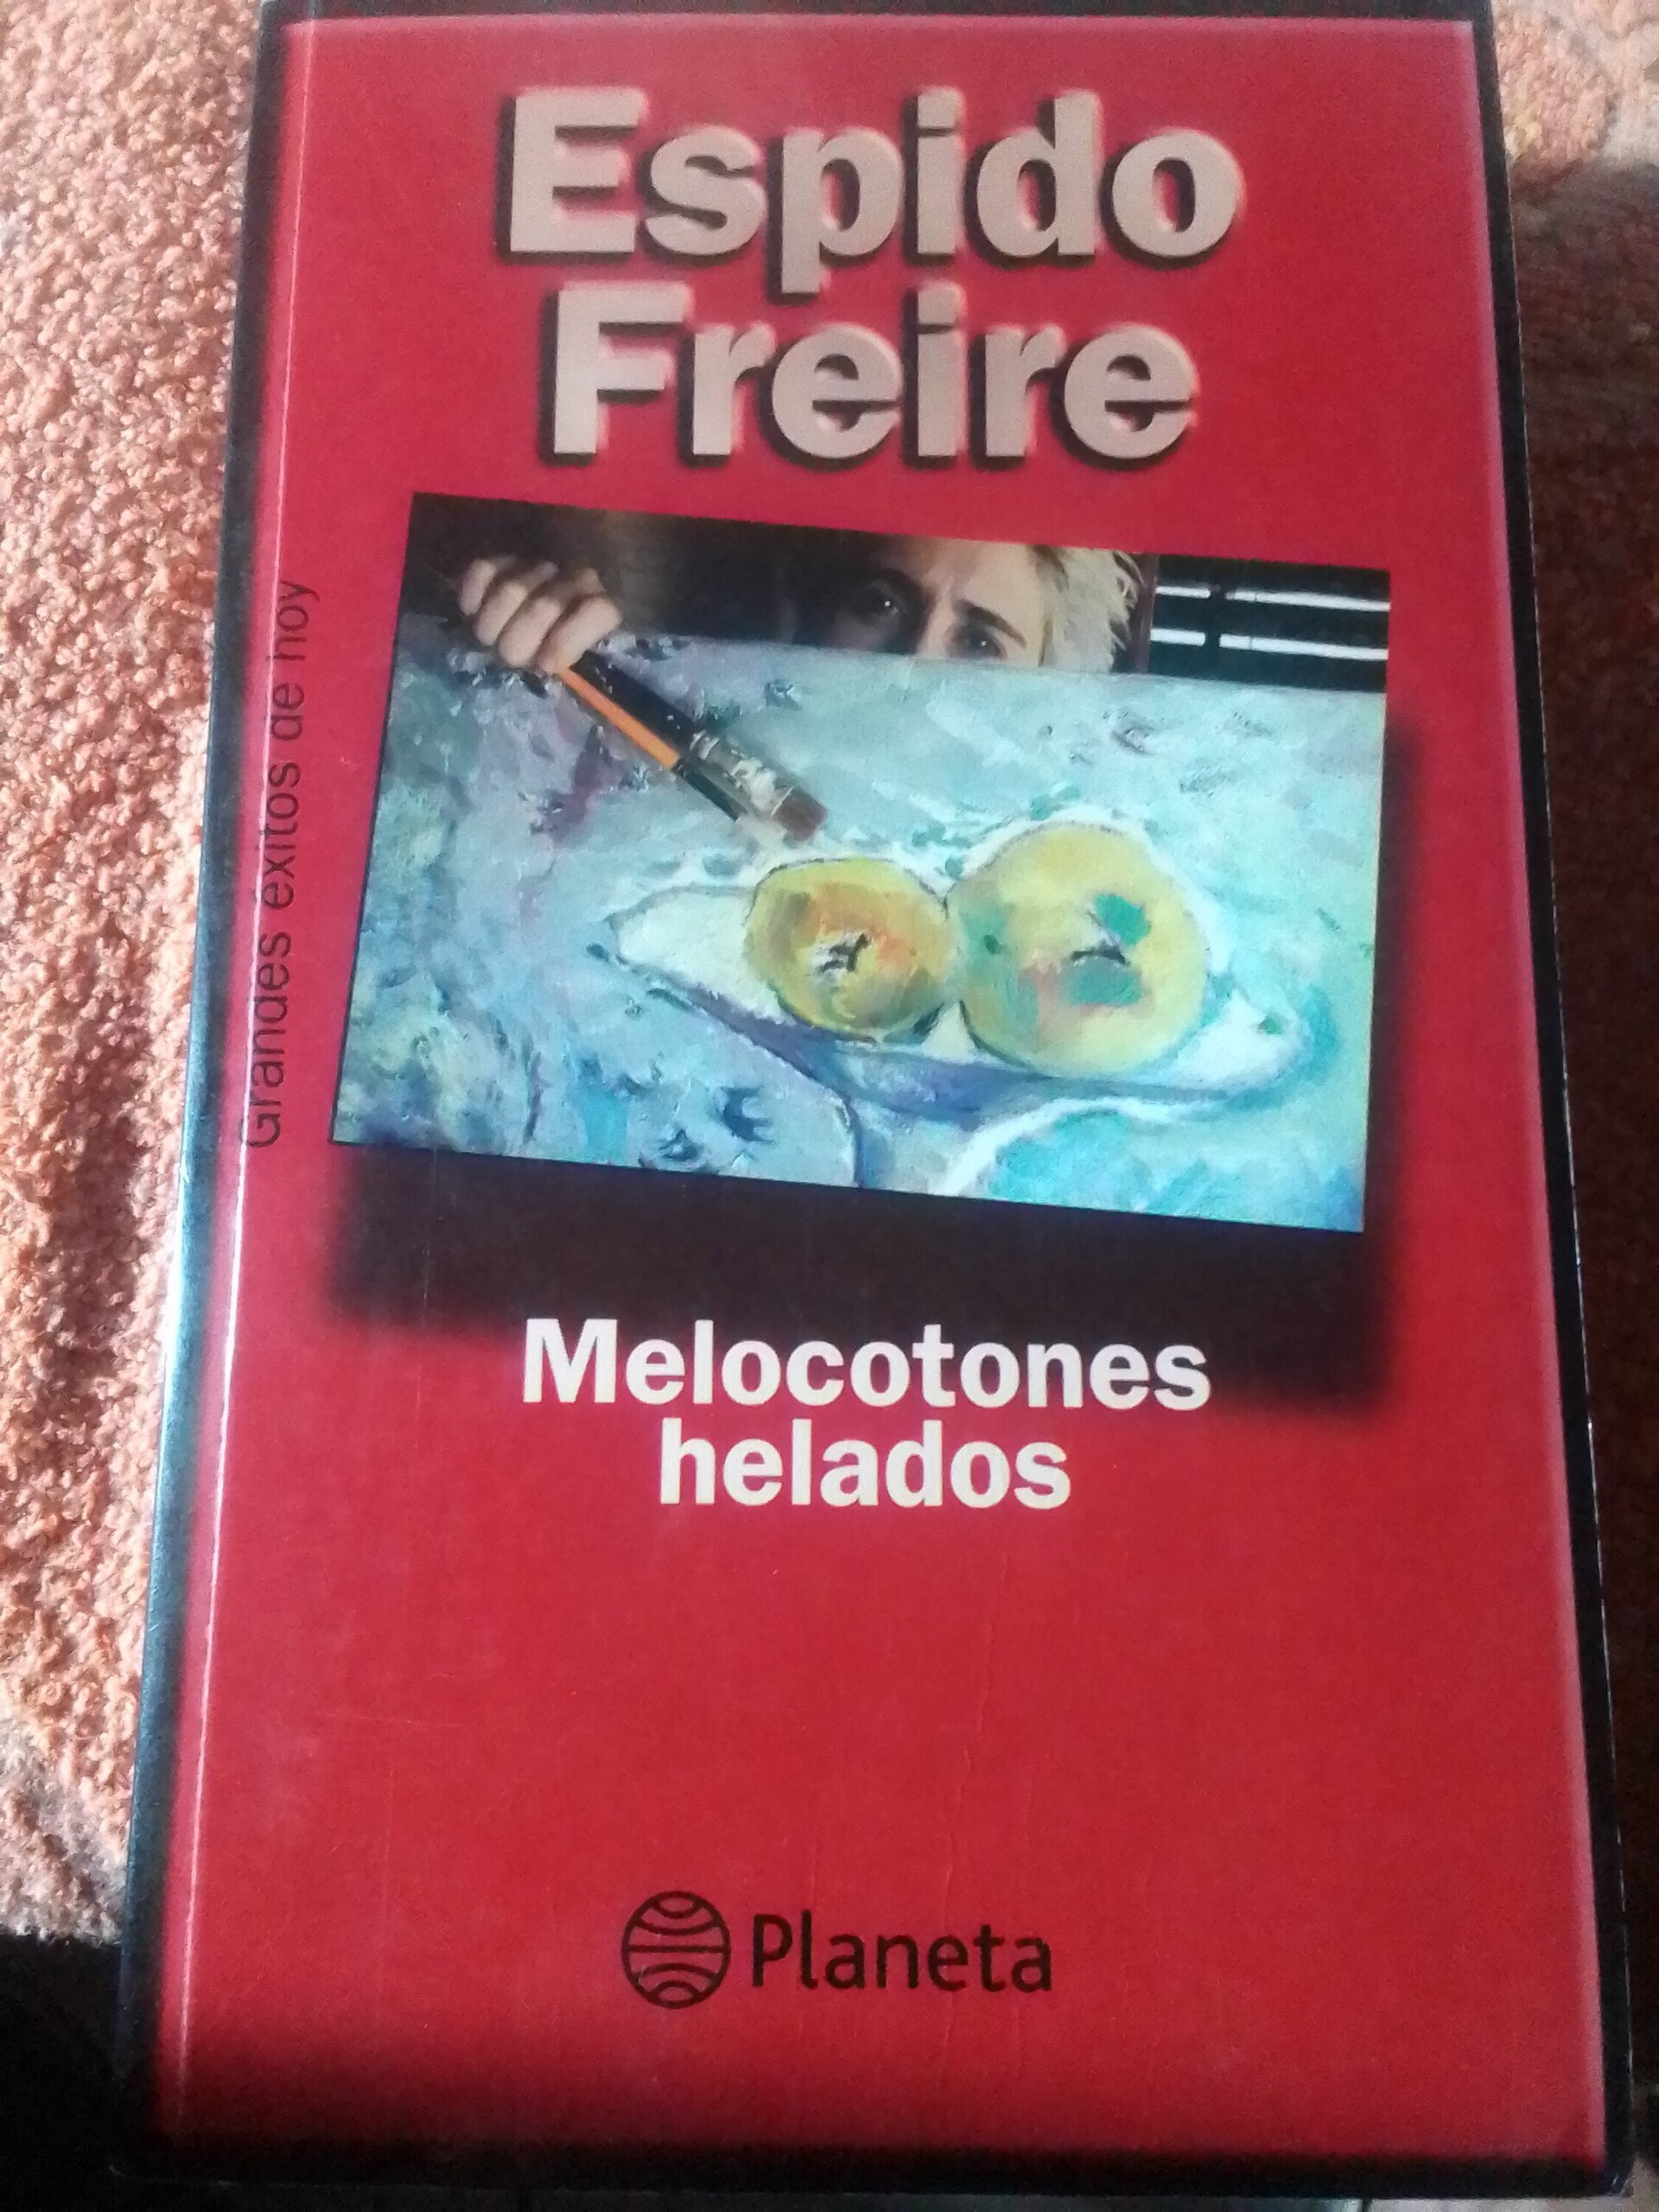 Espido
Freire
Grandes éxitos de hoy
Melocotones
helados
Planeta